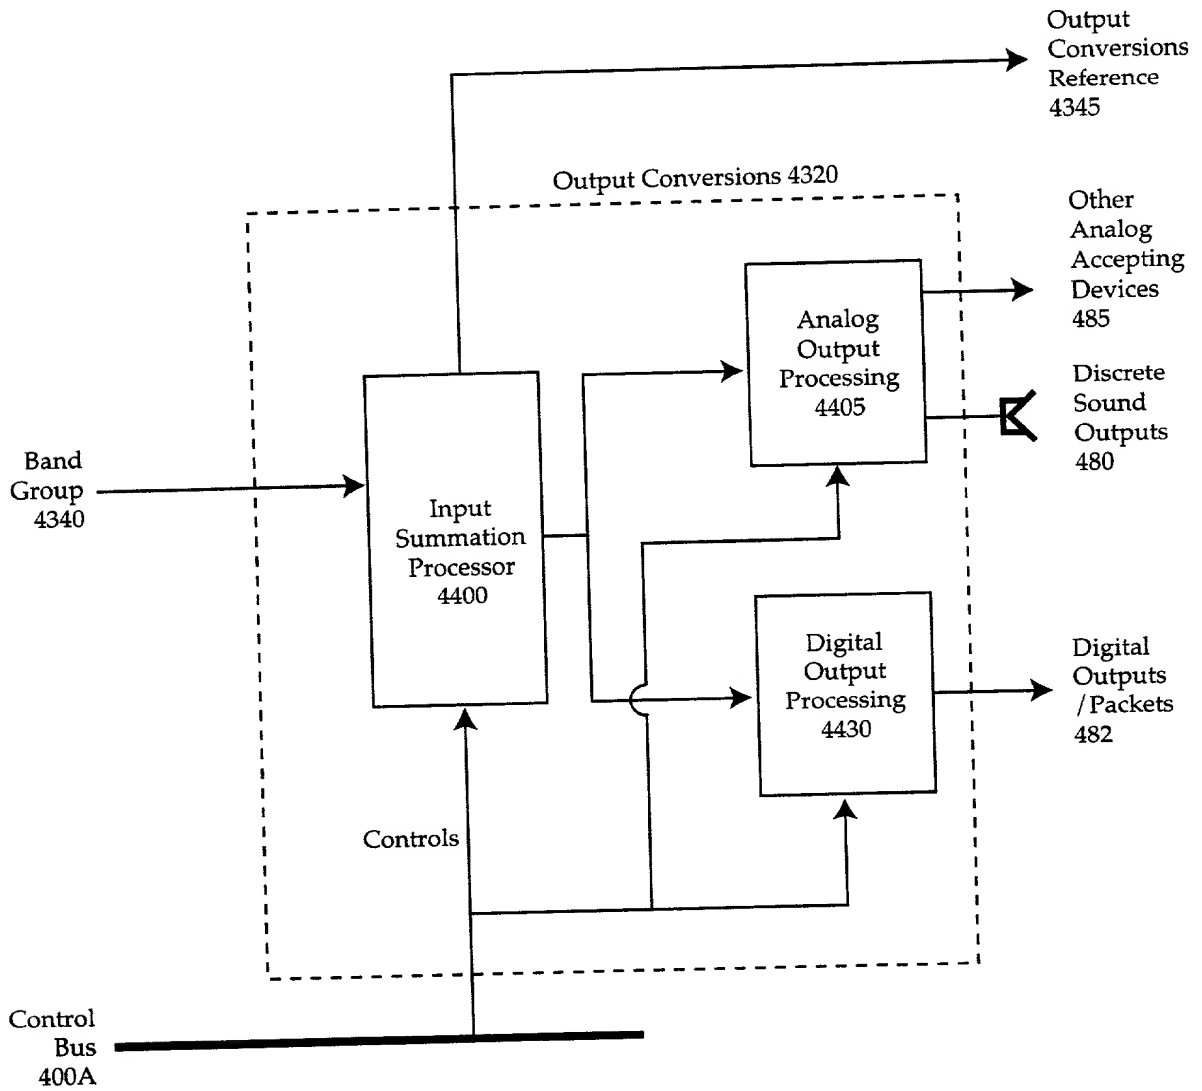 Output
Conversions
Reference
4345
Output Conversions 4320
Other
Analog
Accepting
Devices
485
Analog
Output
Processing
4405
Discrete
Sound
Outputs
480
Band
Group
4340
Input
Summation
Processor
4400
Digital
Output
Processing
4430
Digital
Outputs
/Packets
482
Controls
Control
Bus
400A